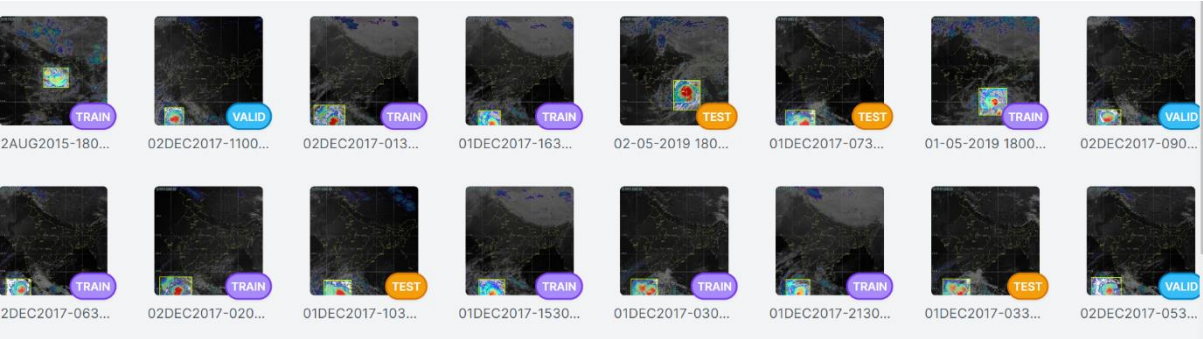 TRAIN VALID TRAIN TRAIN TEST TEST TRAIN VALID
2AUG2015-180... 02DEC2017-1100... 02DEC2017-013... 01DEC2017-163... 02-05-2019 180... 01DEC2017-073... 01-05-2019 1800... 02DEC2017-090...
TRAIN TRAIN TEST TRAIN TRAIN TRAIN TEST VALID
2DEC2017-063... 02DEC2017-020... 01DEC2017-103... 01DEC2017-1530... 01DEC2017-030... 01DEC2017-2130... 01DEC2017-033... 02DEC2017-053...